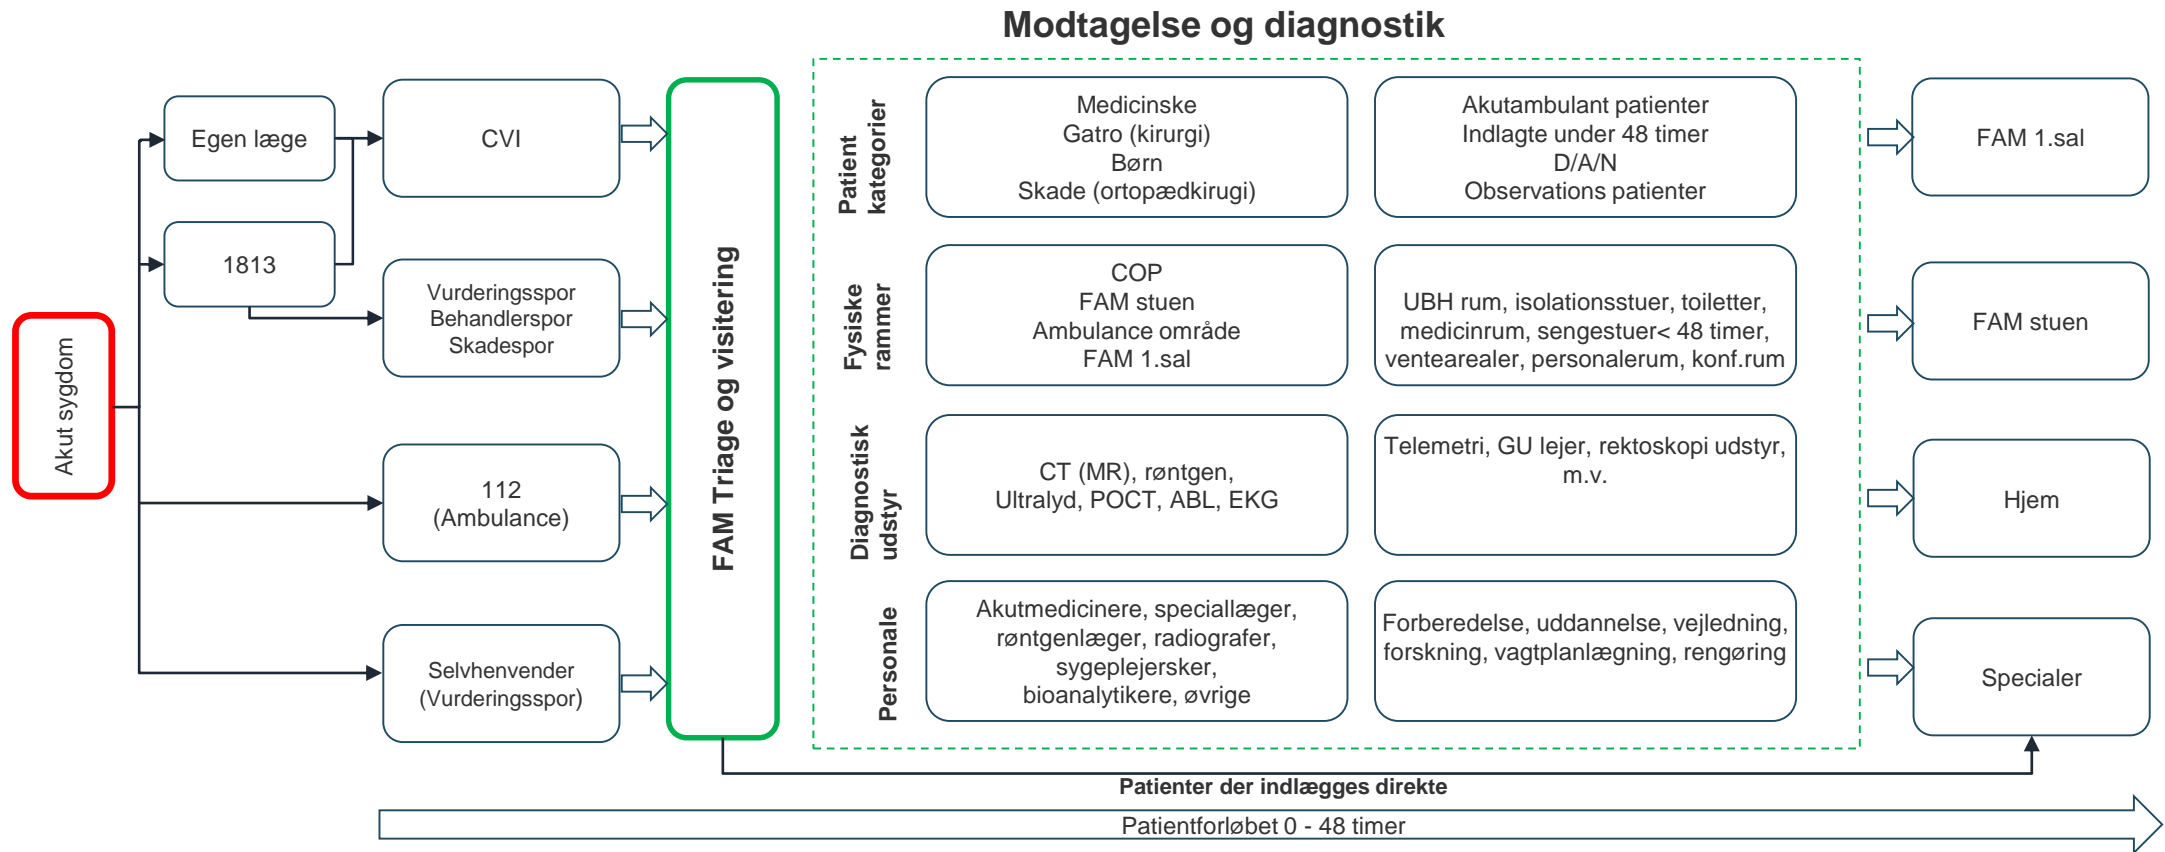 Modtagelse og diagnostik
Akut sygdom
Egen læge
1813
CVI
Vurderingsspor
Behandlerspor
Skadespor
112
(Ambulance)
Selvhenvender
(Vurderingsspor)
FAM Triage og visitering
Patient
kategorier
Medicinske
Gatro (kirurgi)
Børn
Skade (ortopædkirugi)
Akutambulant patienter
Indlagte under 48 timer
D/A/N
Observations patienter
Fysiske
rammer
COP
FAM stuen
Ambulance område
FAM 1.sal
UBH rum, isolationsstuer, toiletter,
medicinrum, sengestuer< 48 timer,
ventearealer, personalerum, konf.rum
Diagnostisk
udstyr
CT (MR), røntgen,
Ultralyd, POCT, ABL, EKG
Telemetri, GU lejer, rektoskopi udstyr,
m.v.
Personale
Akutmedicinere, speciallæger,
røntgenlæger, radiografer,
sygeplejersker,
bioanalytikere, øvrige
Forberedelse, uddannelse, vejledning,
forskning, vagtplanlægning, rengøring
FAM 1.sal
FAM stuen
Hjem
Specialer
Patienter der indlægges direkte
Patientforløbet 0 - 48 timer